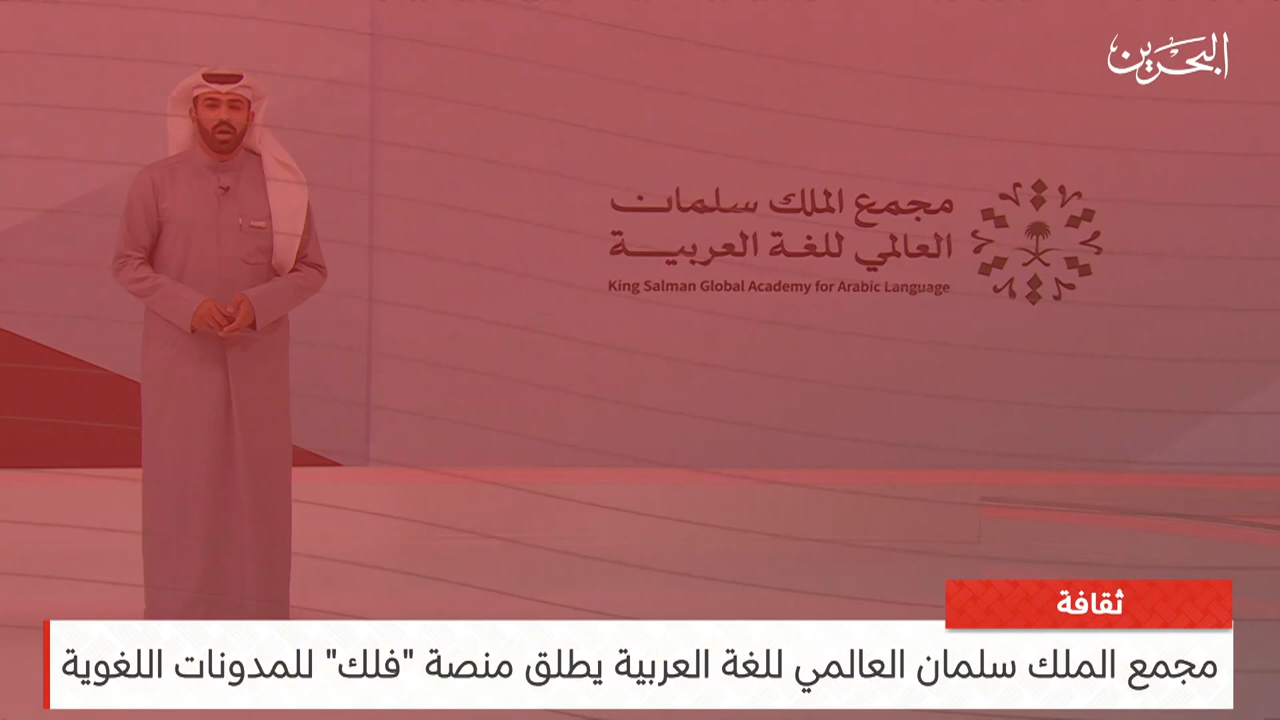 البحرين
مجمع الملك سلمان
العالمي للغة العربية
King Salman Global Academy for Arabic Language
ثقافة
مجمع الملك سلمان العالمي للغة العربية يطلق منصة "فلك" للمدونات اللغوية